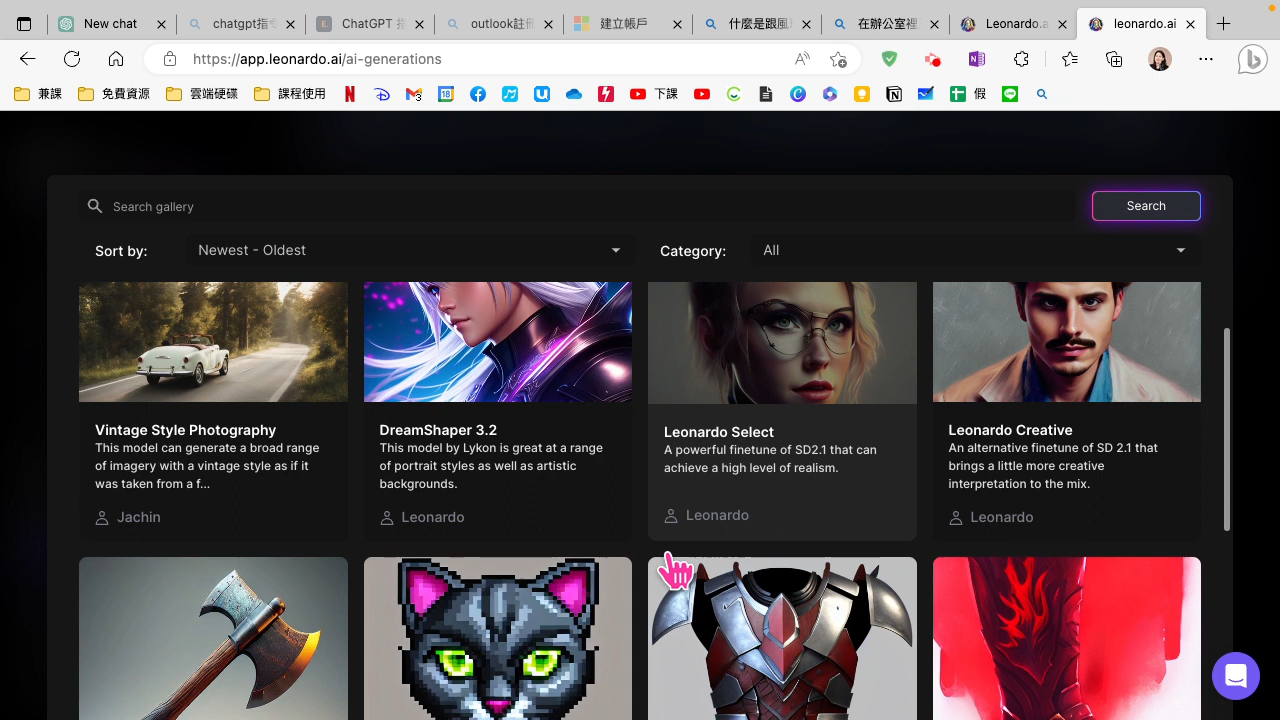 New chat
chatgpt指令
ChatGPT 指
outlook註冊
建立帳戶
什麼是跟風
在辦公室裡
Leonardo.a
leonardo.ai
https://app.leonardo.ai/ai-generations
兼課
免費資源
雲端硬碟
課程使用
下課
假
Search gallery
Search
Sort by:
Newest - Oldest
Category:
All
Vintage Style Photography
This model can generate a broad range
of imagery with a vintage style as if it
was taken from a f...
Jachin
DreamShaper 3.2
This model by Lykon is great at a range
of portrait styles as well as artistic
backgrounds.
Leonardo
Leonardo Select
A powerful finetune of SD2.1 that can
achieve a high level of realism.
Leonardo
Leonardo Creative
An alternative finetune of SD 2.1 that
brings a little more creative
interpretation to the mix.
Leonardo